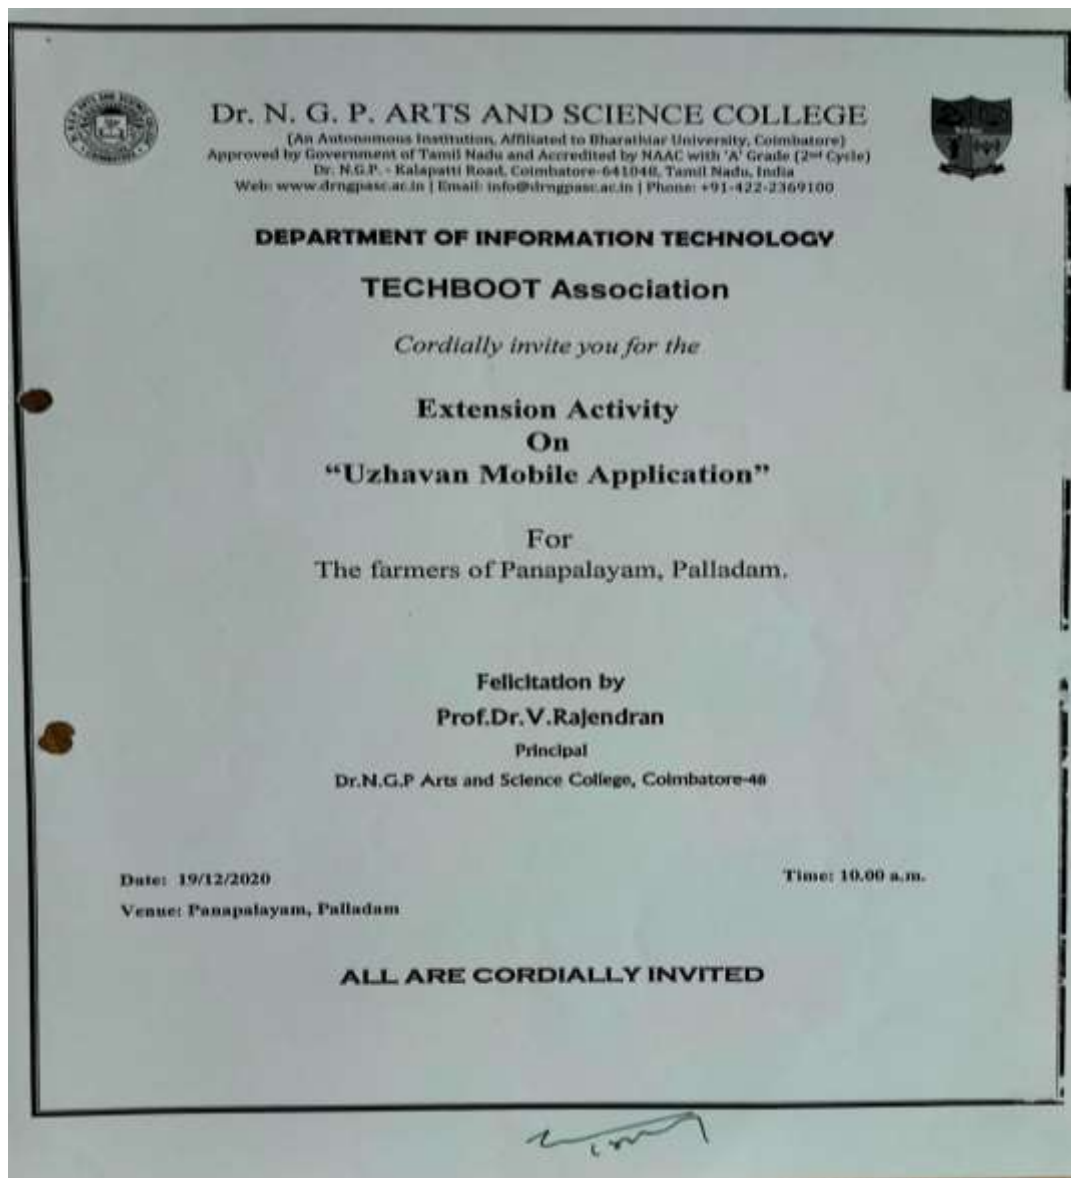 Dr. N. G. P. ARTS AND SCIENCE COLLEGE
(An Autonomous Institution, Affiliated to Bharathiar University, Coimbatore)
Approved by Government of Tamil Nadu and Accredited by NAAC with 'A' Grade (2nd Cycle)
Dr. N.G.P. - Kalapatti Road, Coimbatore-641048, Tamil Nadu, India
Web: www.drngpasc.ac.in | Email: info@drngpasc.ac.in | Phone: +91-422-2369100
DEPARTMENT OF INFORMATION TECHNOLOGY
TECHBOOT Association
Cordially invite you for the
Extension Activity
On
“Uzhavan Mobile Application”
For
The farmers of Panapalayam, Palladam.
Felicitation by
Prof.Dr.V.Rajendran
Principal
Dr.N.G.P Arts and Science College, Coimbatore-48
Date: 19/12/2020 Time: 10.00 a.m.
Venue: Panapalayam, Palladam
ALL ARE CORDIALLY INVITED